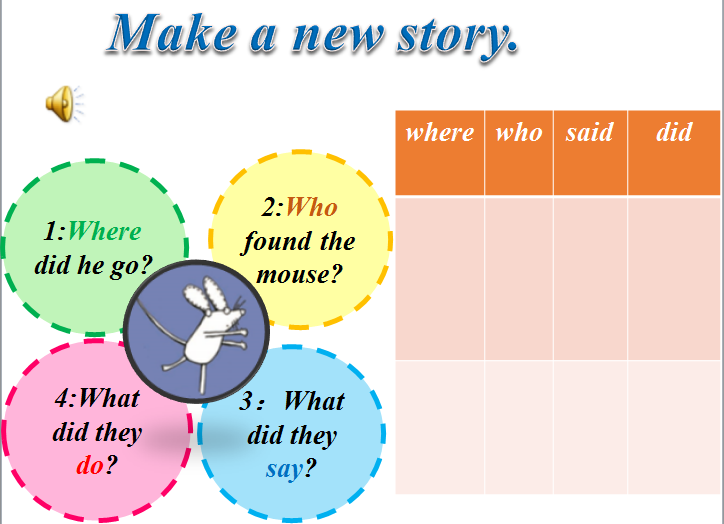 Make a new story.
where who said did
1:Where
did he go?
2:Who
found the
mouse?
4:What
did they
do?
3：What
did they
say?